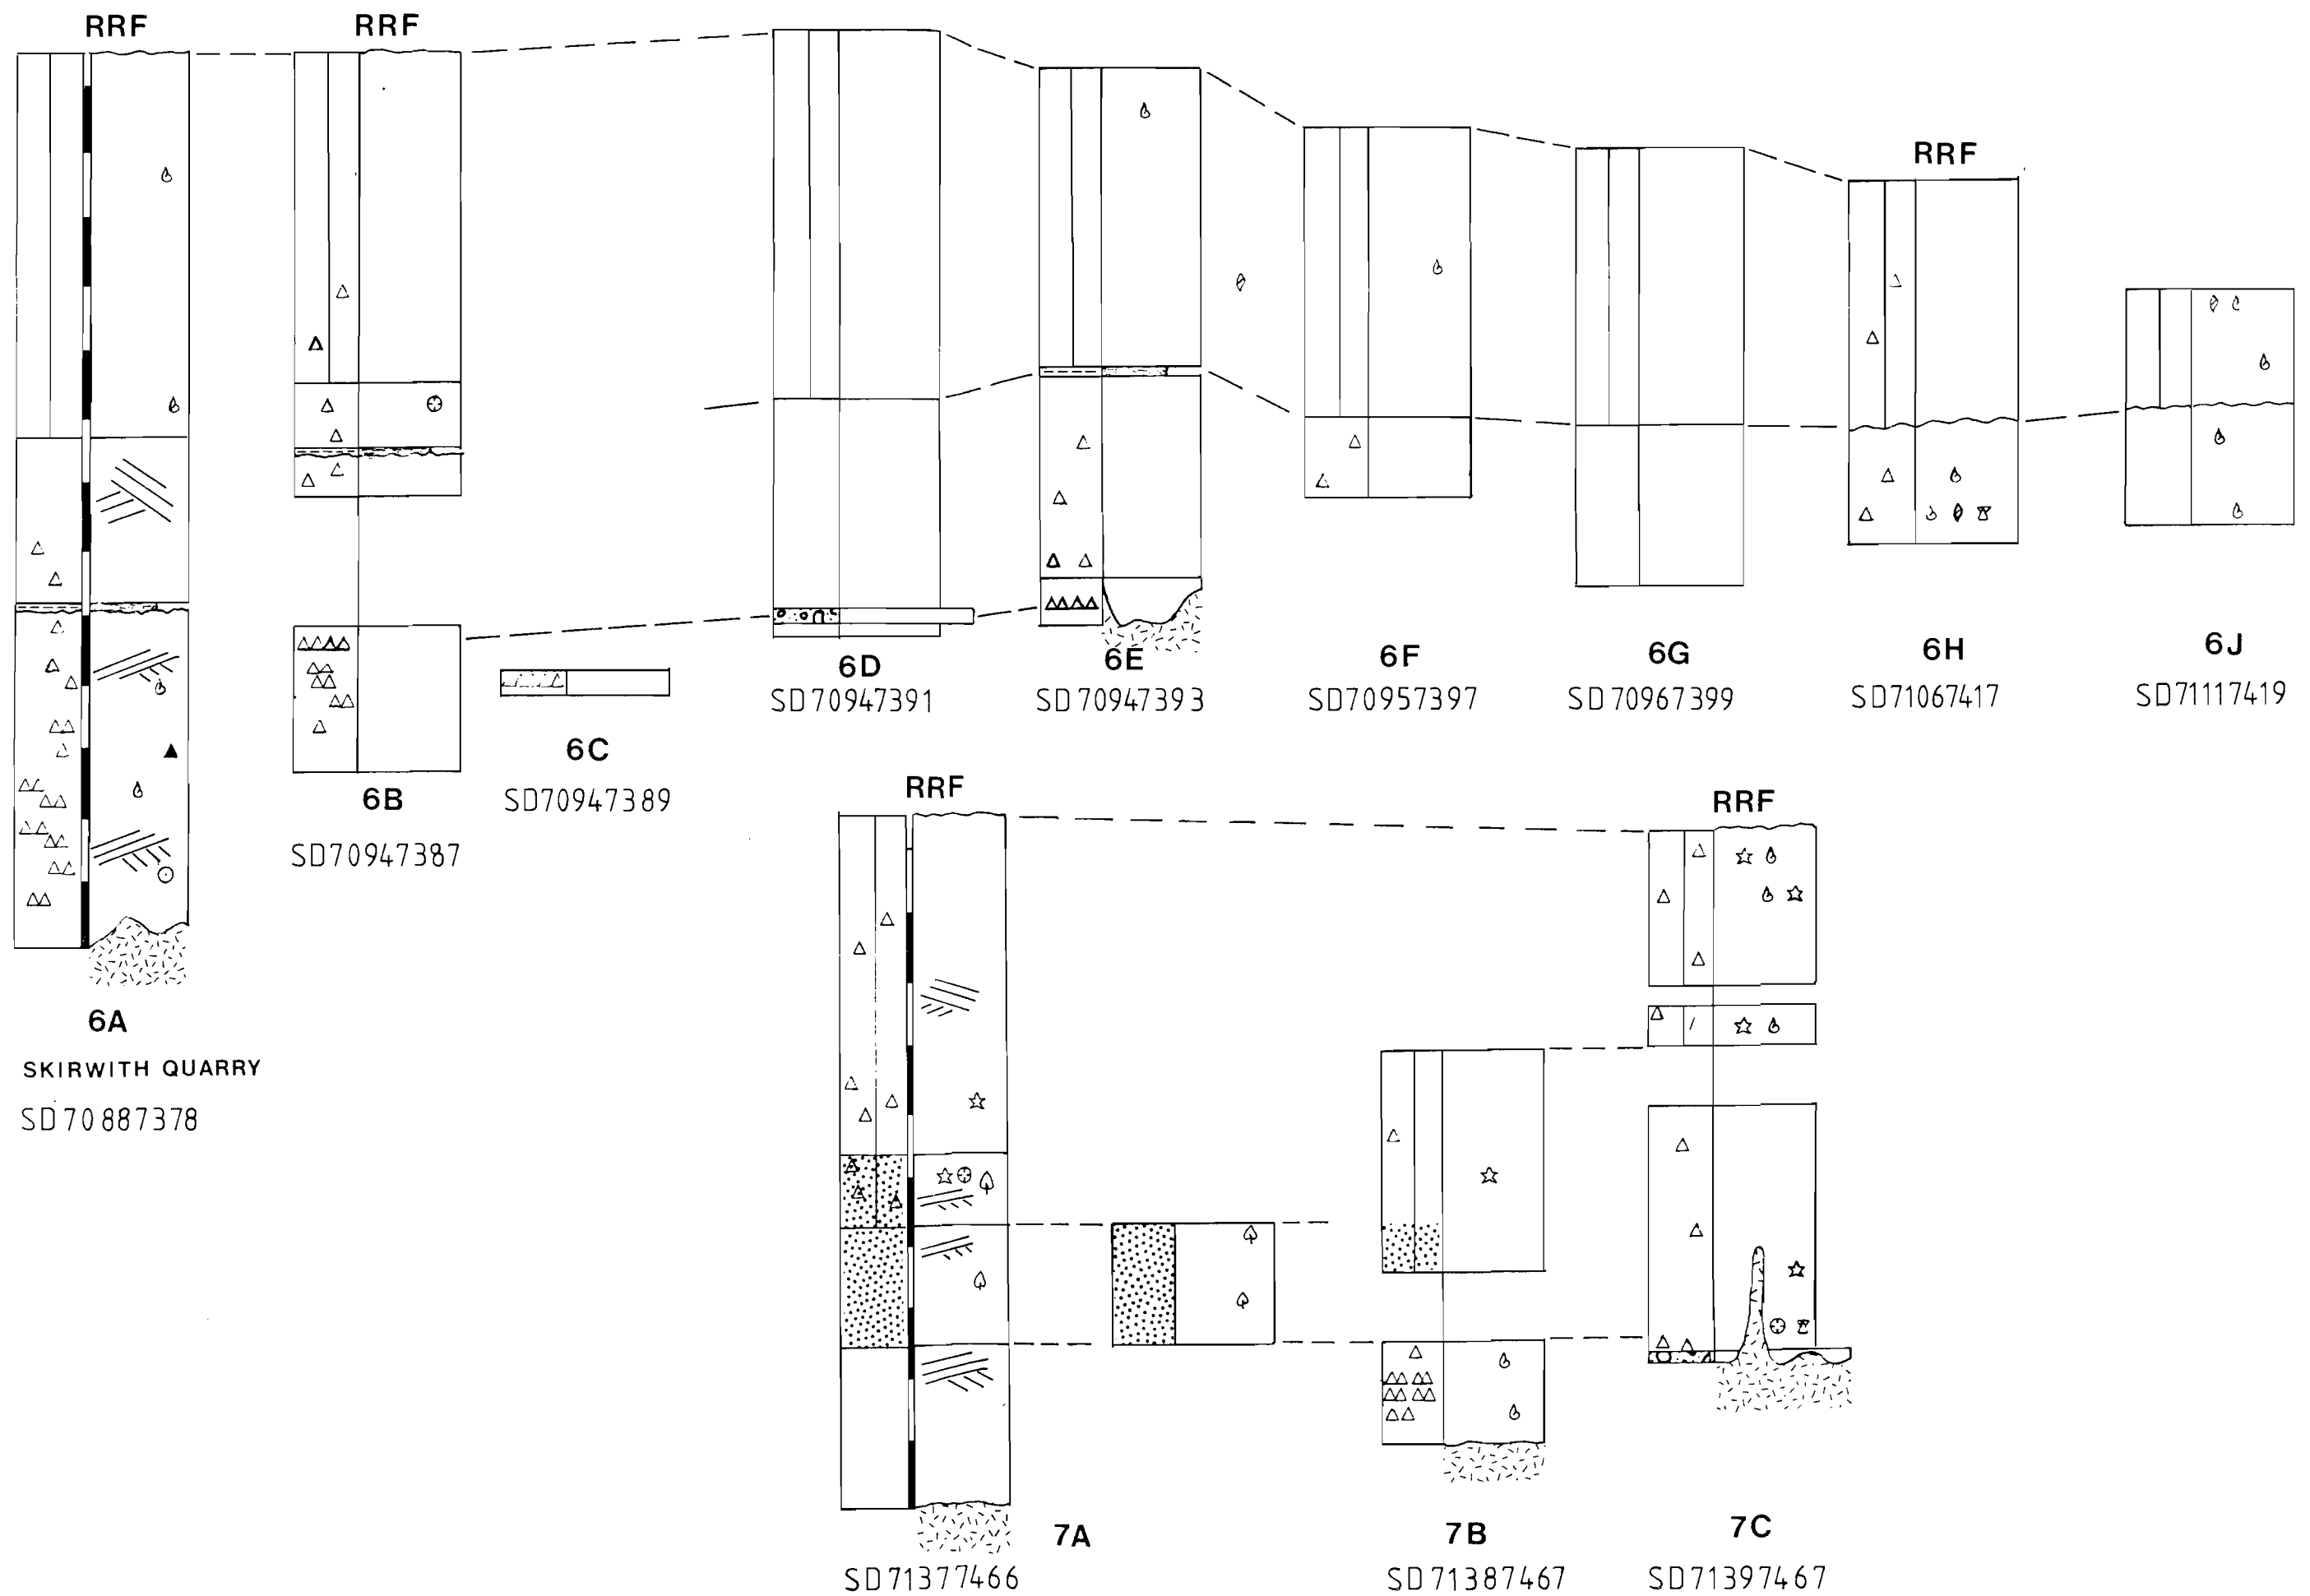 RRF
RRF
RRF
6D
SD70947391
6E
SD70947393
6F
SD70957397
6G
SD70967399
6H
SD71067417
6J
SD71117419
6B
SD70947387
6C
SD70947389
6A
SKIRWITH QUARRY
SD70887378
RRF
RRF
7A
SD71377466
7B
SD71387467
7C
SD71397467